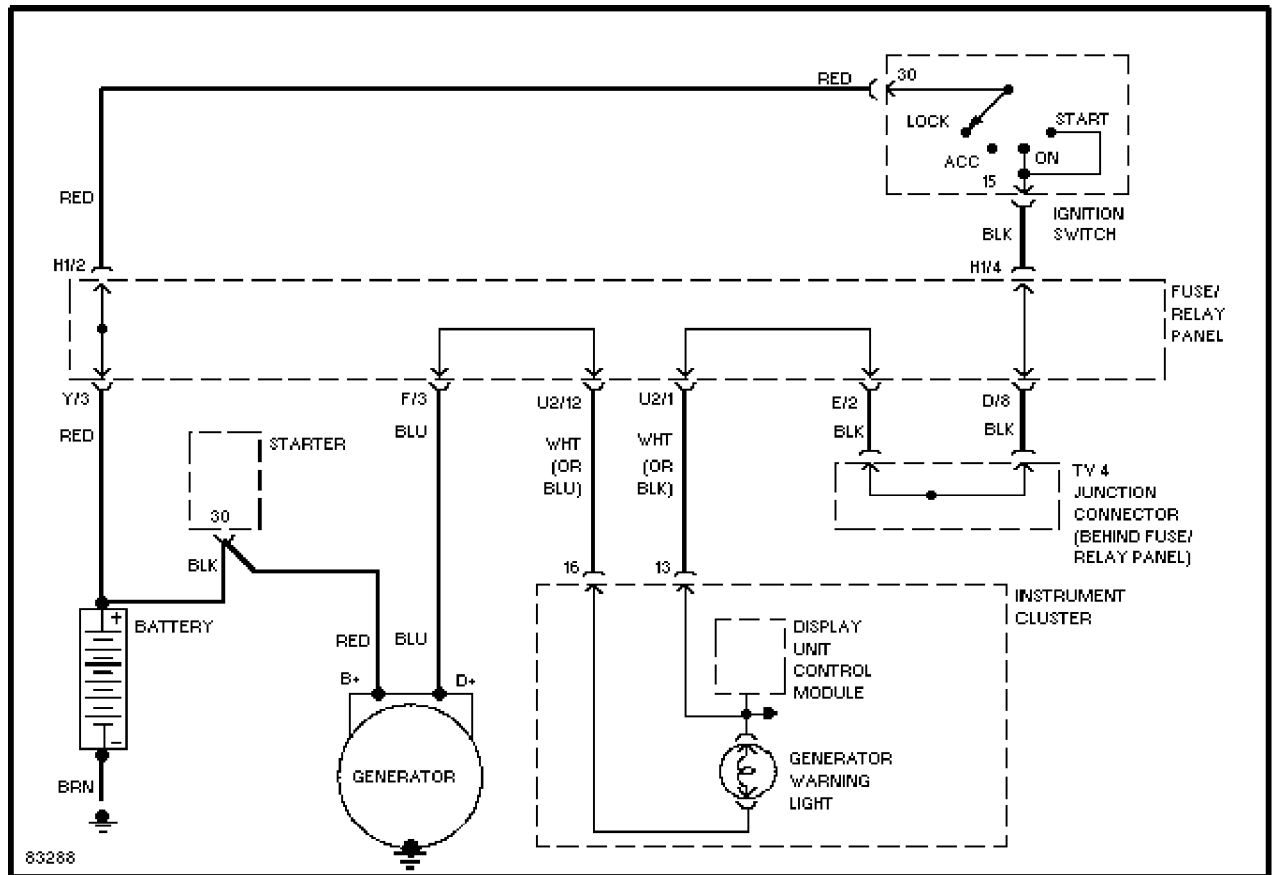 RED
30
LOCK
START
ACC
ON
15
IGNITION
SWITCH
RED
BLK
H1/2
H1/4
FUSE/
RELAY
PANEL
Y/3
F/3
U2/12
U2/1
E/2
D/8
RED
BLU
WHT
(OR
BLU)
WHT
(OR
BLK)
BLK
BLK
STARTER
30
BLK
TV 4
JUNCTION
CONNECTOR
(BEHIND FUSE/
RELAY PANEL)
16
13
INSTRUMENT
CLUSTER
+
BATTERY
-
RED
BLU
B+
D+
DISPLAY
UNIT
CONTROL
MODULE
GENERATOR
GENERATOR
WARNING
LIGHT
BRN
83288